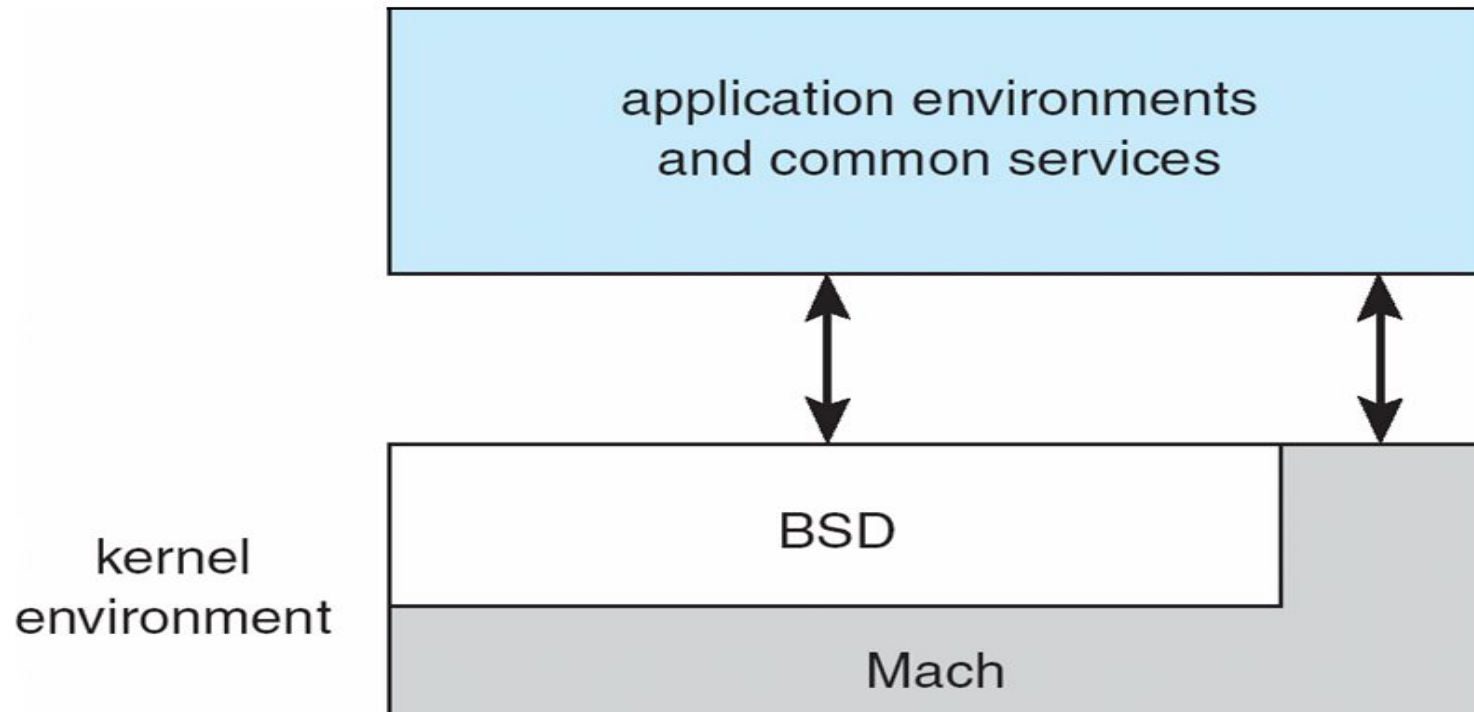 application environments
and common services
BSD
kernel
environment
Mach